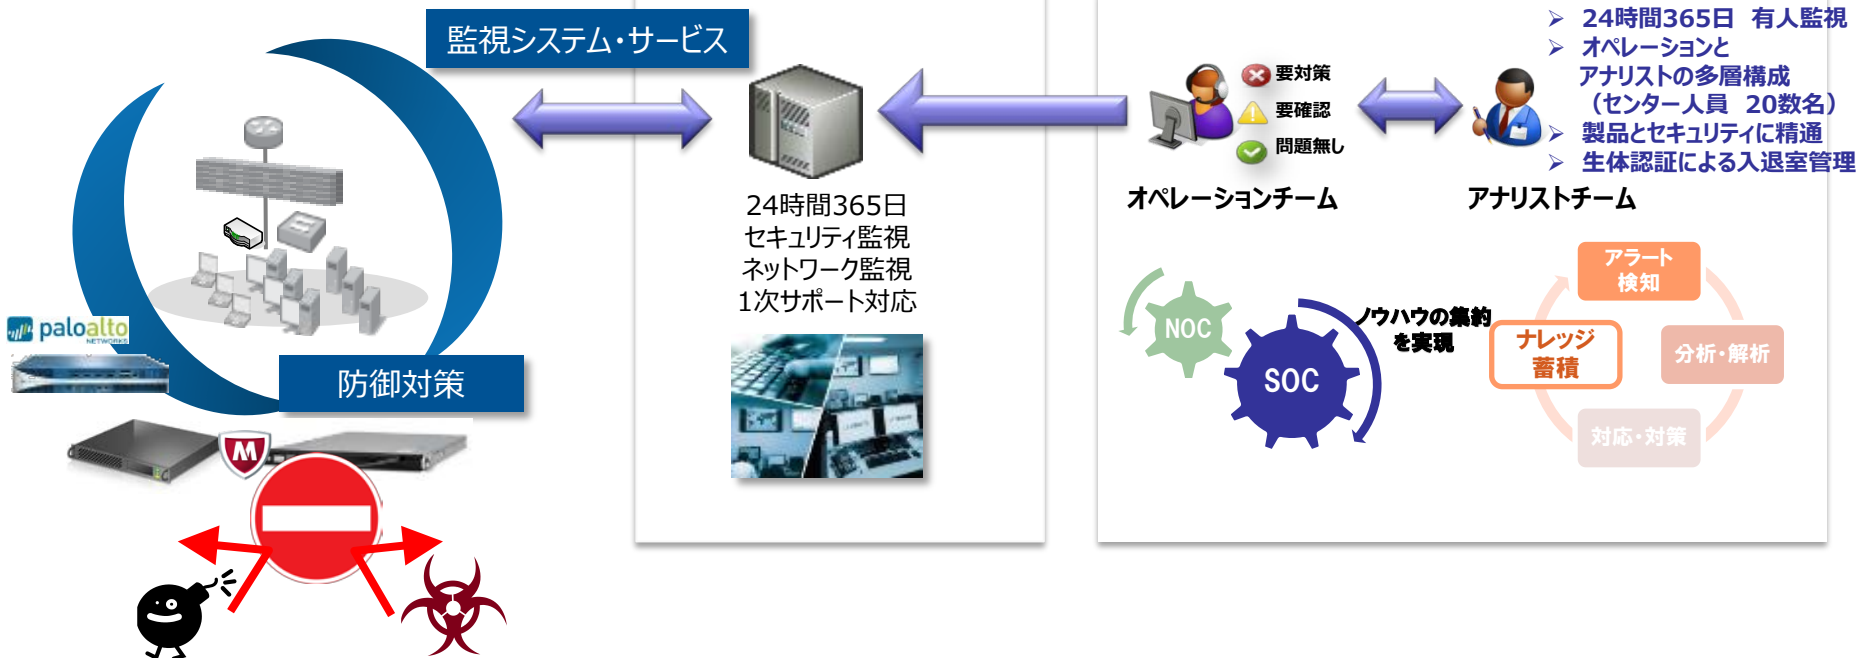 監視システム・サービス
paloalto
NETWORKS
防御対策
24時間365日
セキュリティ監視
ネットワーク監視
1次サポート対応
要対策
要確認
問題無し
オペレーションチーム
アナリストチーム
➢ 24時間365日 有人監視
➢ オペレーションと
アナリストの多層構成
（センター人員 20数名）
➢ 製品とセキュリティに精通
➢ 生体認証による入退室管理
NOC
SOC
ノウハウの集約
を実現
アラート
検知
ナレッジ
蓄積
分析・解析
対応・対策